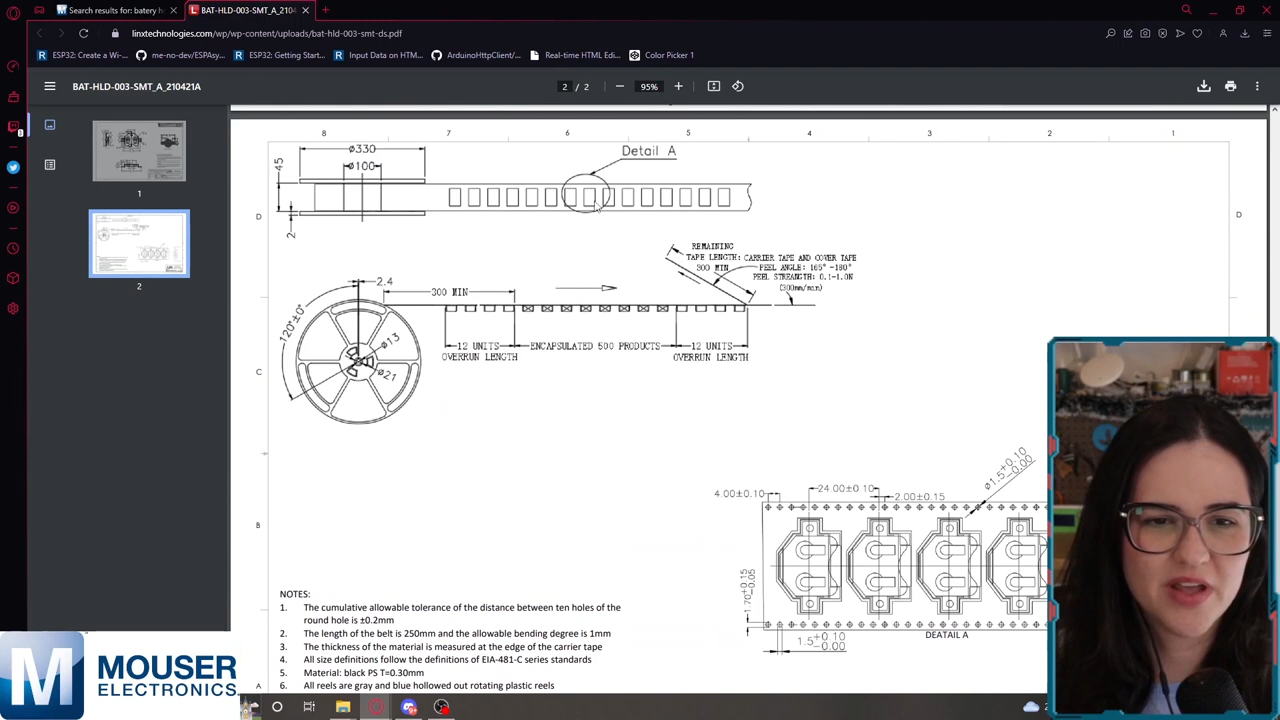 Search results for: batery h
BAT-HLD-003-SMT_A_2104
linxtechnologies.com/wp/wp-content/uploads/bat-hld-003-smt-ds.pdf
ESP32: Create a Wi-...
me-no-dev/ESPAsy...
ESP32: Getting Start...
Input Data on HTM...
ArduinoHttpClient/...
Real-time HTML Edi...
Color Picker 1
BAT-HLD-003-SMT_A_210421A
2 / 2
95%
8 7 6 5 4 3 2 1
Detail A
ø330
ø100
45
2
D
D
REMAINING
TAPE LENGTH:
300 MIN
CARRIER TAPE AND COVER TAPE
PEEL ANGLE: 165° -180°
PEEL STRENGTH: 0.1-1.0N
(300mm/min)
2.4
300 MIN
120°±0°
ø13
ø21
12 UNITS
OVERRUN LENGTH
ENCAPSULATED 500 PRODUCTS
12 UNITS
OVERRUN LENGTH
C
1
2
4.00±0.10
24.00±0.10
2.00±0.15
ø1.5+0.10
-0.00
B
1.70+0.15
-0.05
1.5+0.10
-0.00
DEATAIL A
NOTES:
1. The cumulative allowable tolerance of the distance between ten holes of the
round hole is ±0.2mm
2. The length of the belt is 250mm and the allowable bending degree is 1mm
3. The thickness of the material is measured at the edge of the carrier tape
4. All size definitions follow the definitions of EIA-481-C series standards
5. Material: black PS T=0.30mm
6. All reels are gray and blue hollowed out rotating plastic reels
A
M
MOUSER
ELECTRONICS